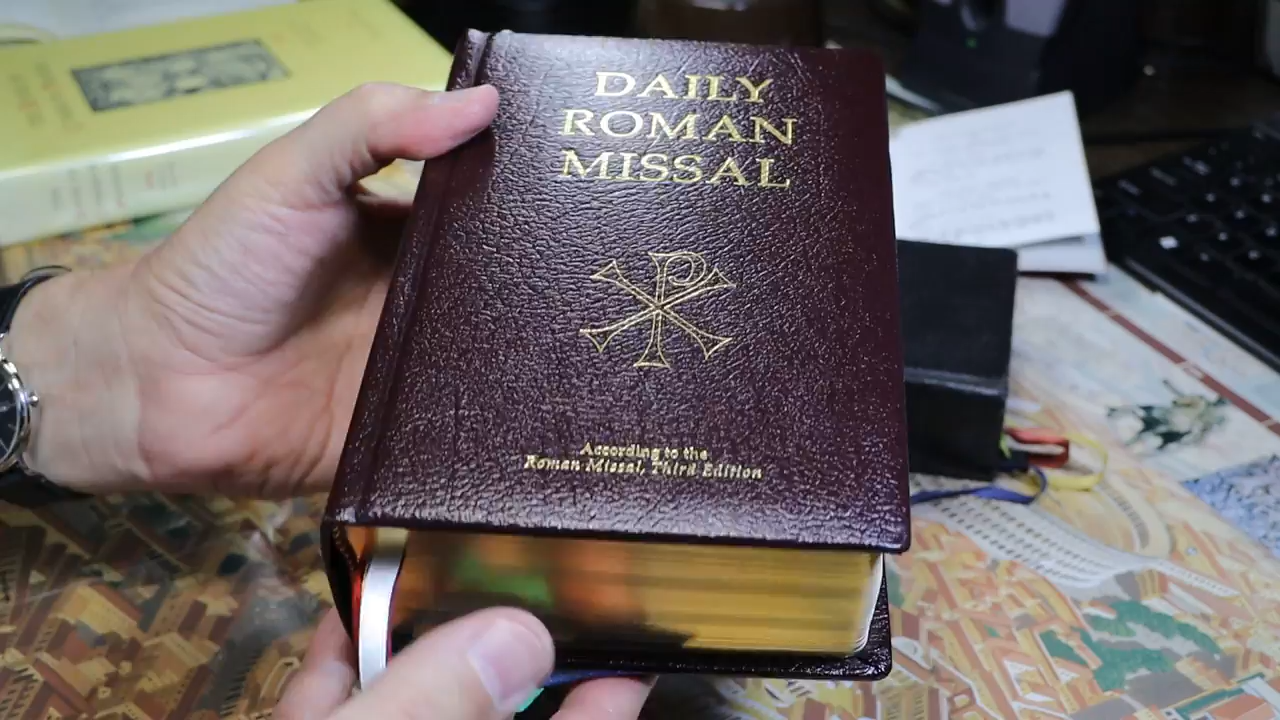 DAILY
ROMAN
MISSAL
According to the
Roman Missal, Third Edition